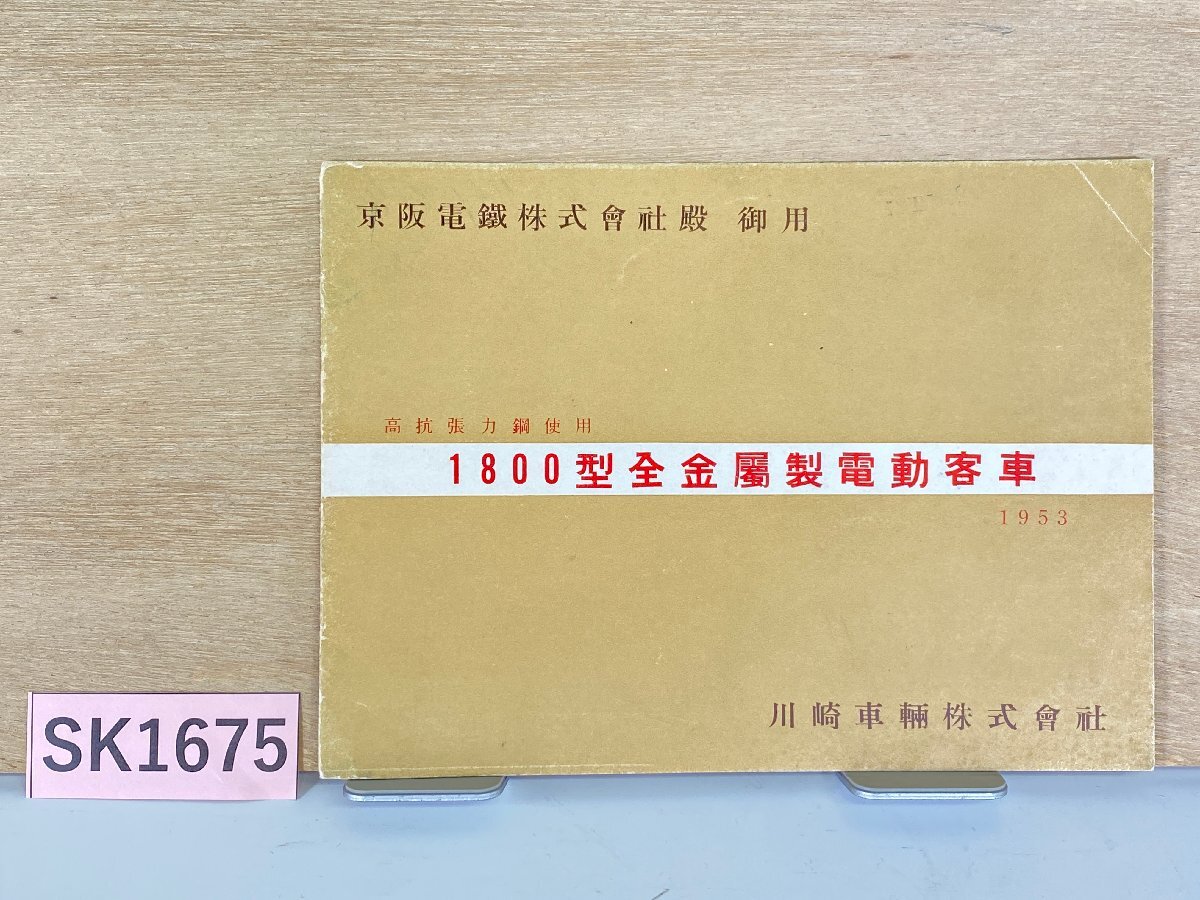 京阪電鐵株式會社殿 御用
高抗張力鋼使用
1800型全金屬製電動客車
1953
川崎車輛株式會社
SK1675